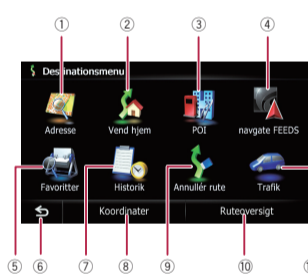 ① ② ③ ④
Destinationsmenu
Adresse Vend hjem POI navgate FEEDS
Favoritter Historik Annullér rute Trafik
Koordinater Ruteoversigt
⑤ ⑥ ⑦ ⑧ ⑨ ⑩